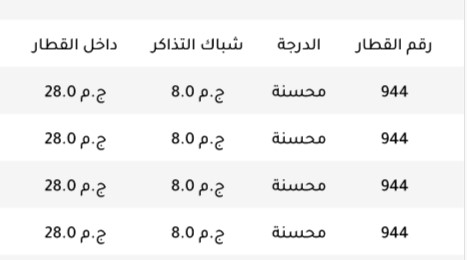 رقم القطار الدرجة شباك التذاكر داخل القطار
944 محسنة ج.م 8.0 ج.م 28.0
944 محسنة ج.م 8.0 ج.م 28.0
944 محسنة ج.م 8.0 ج.م 28.0
944 محسنة ج.م 8.0 ج.م 28.0